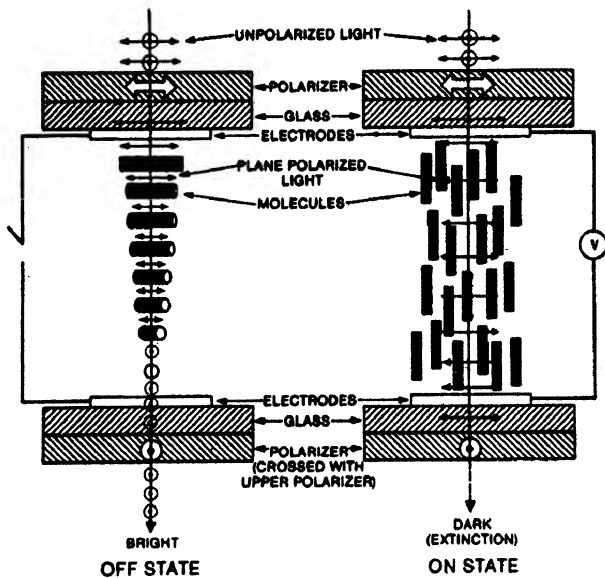 UNPOLARIZED LIGHT
POLARIZER
GLASS
ELECTRODES
PLANE POLARIZED
LIGHT
MOLECULES
V
ELECTRODES
GLASS
POLARIZER
(CROSSED WITH
UPPER POLARIZER)
BRIGHT
DARK
(EXTINCTION)
OFF STATE
ON STATE